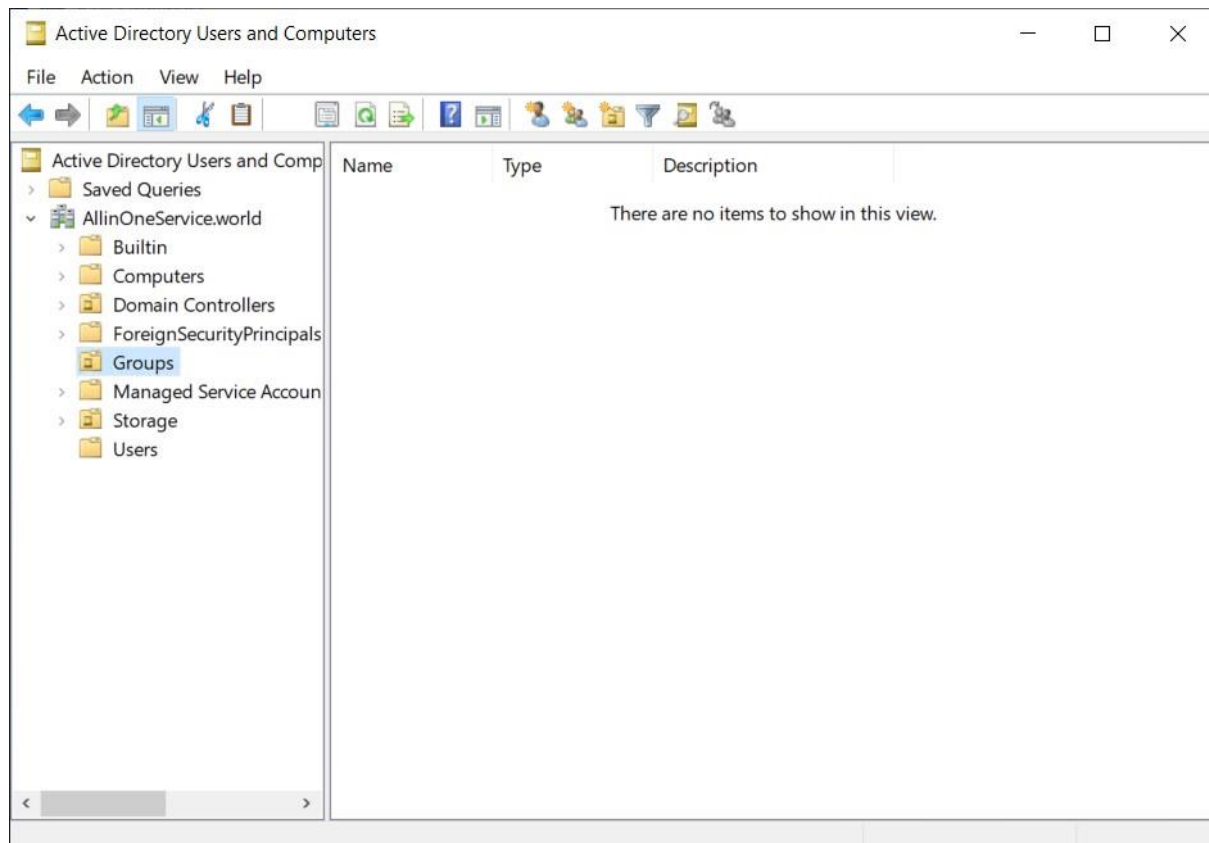 Active Directory Users and Computers
File Action View Help
Active Directory Users and Comp
Name Type Description
Saved Queries
There are no items to show in this view.
AllinOneService.world
Builtin
Computers
Domain Controllers
ForeignSecurityPrincipals
Groups
Managed Service Accoun
Storage
Users